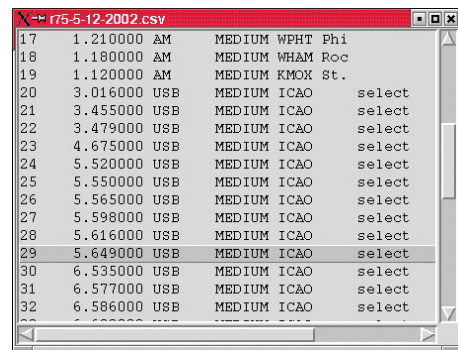 r75-5-12-2002.csv
17 1.210000 AM MEDIUM WPHT Phi
18 1.180000 AM MEDIUM WHAM Roc
19 1.120000 AM MEDIUM KMOX St.
20 3.016000 USB MEDIUM ICAO select
21 3.455000 USB MEDIUM ICAO select
22 3.479000 USB MEDIUM ICAO select
23 4.675000 USB MEDIUM ICAO select
24 5.520000 USB MEDIUM ICAO select
25 5.550000 USB MEDIUM ICAO select
26 5.565000 USB MEDIUM ICAO select
27 5.598000 USB MEDIUM ICAO select
28 5.616000 USB MEDIUM ICAO select
29 5.649000 USB MEDIUM ICAO select
30 6.535000 USB MEDIUM ICAO select
31 6.577000 USB MEDIUM ICAO select
32 6.586000 USB MEDIUM ICAO select